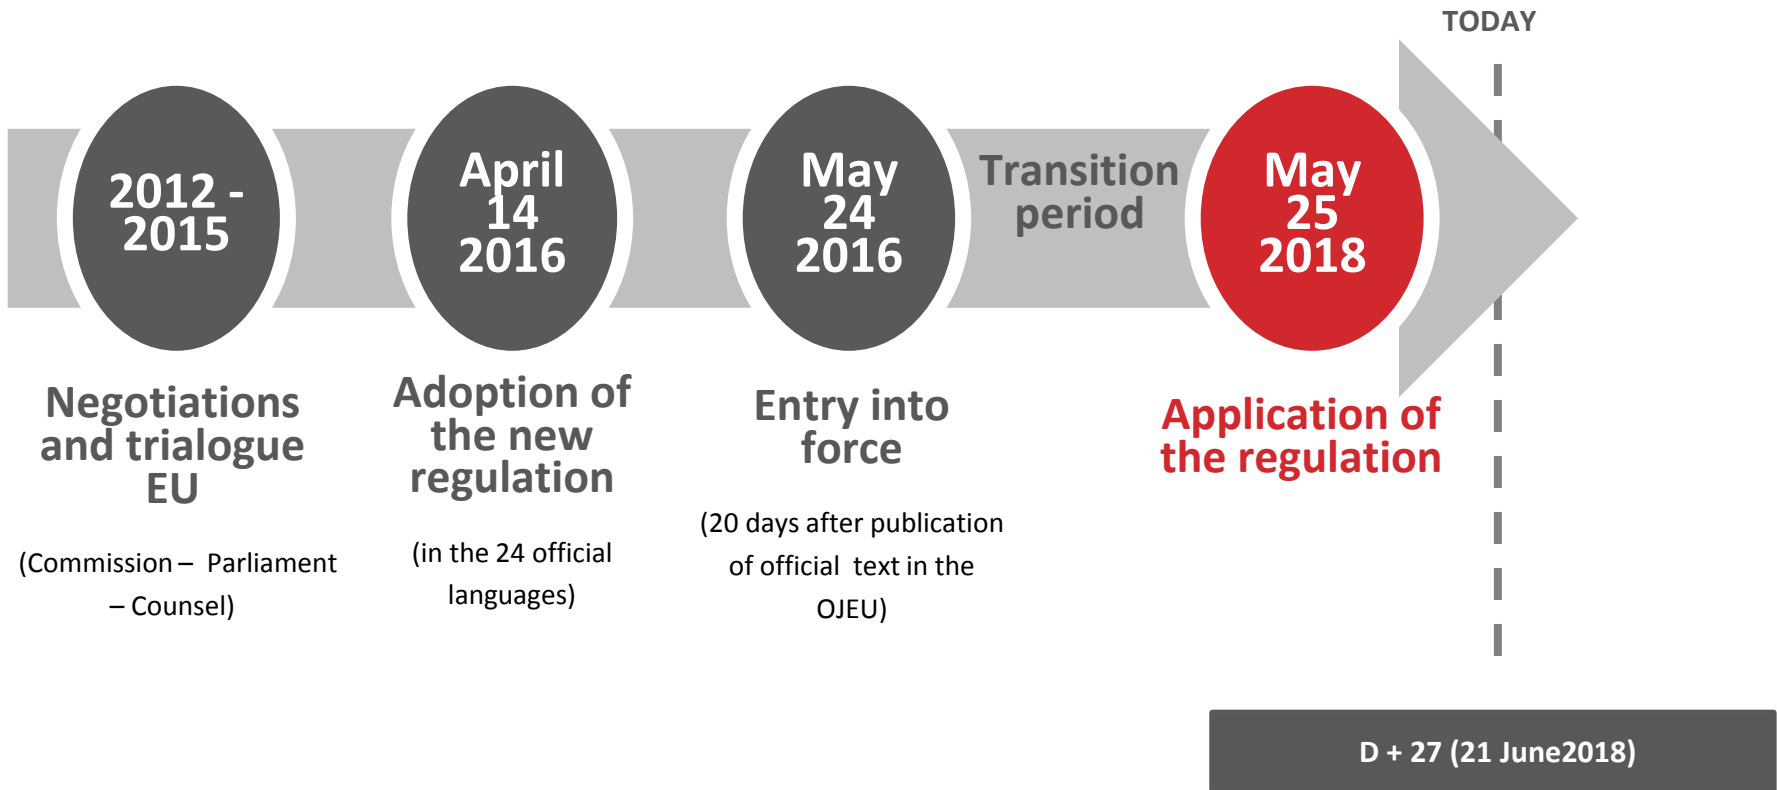 TODAY
2012 -
2015
April
14
2016
May
24
2016
Transition
period
May
25
2018
Negotiations
and trialogue
EU
(Commission – Parliament
– Counsel)
Adoption of
the new
regulation
(in the 24 official
languages)
Entry into
force
(20 days after publication
of official text in the
OJEU)
Application of
the regulation
D + 27 (21 June2018)